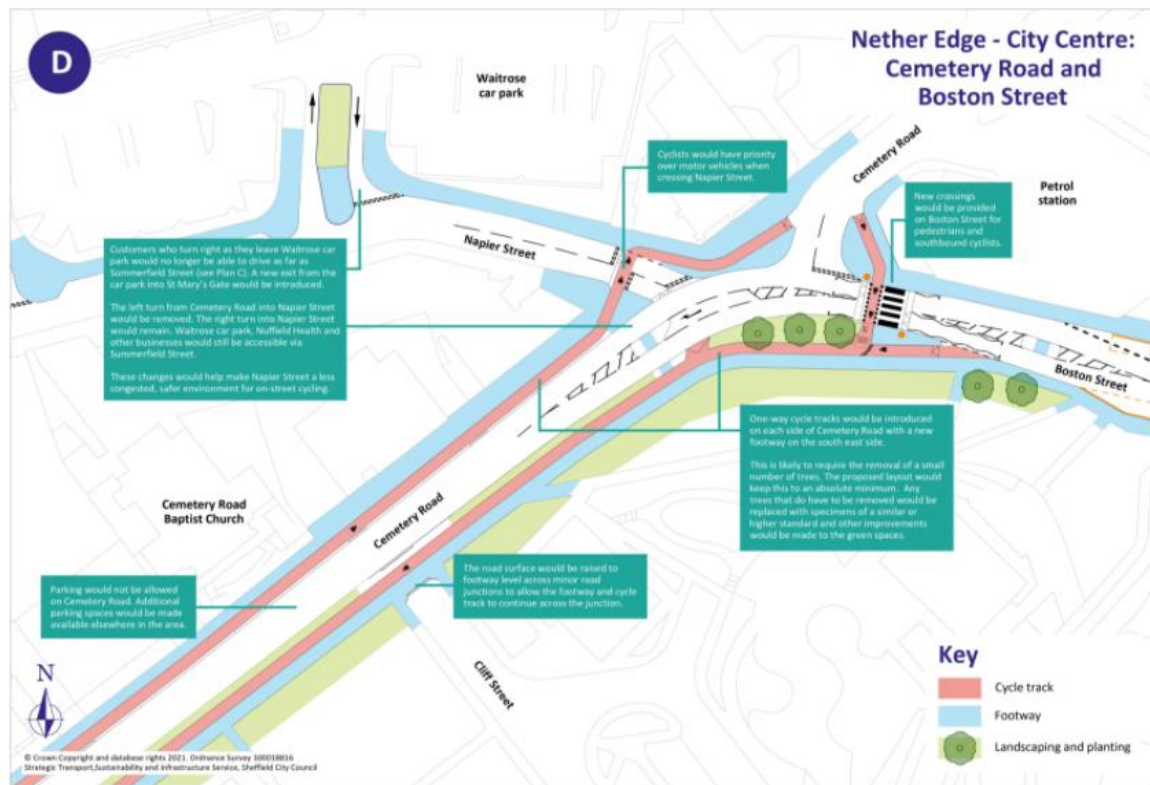 D
Nether Edge - City Centre:
Cemetery Road and
Boston Street
Waitrose
car park
Cemetery Road
Petrol
station
Cyclists would have priority
over motor vehicles when
crossing Napier Street.
New crossings
would be provided
on Boston Street for
pedestrians and
southbound cyclists.
Napier Street
Customers who turn right as they leave Waitrose car
park would no longer be able to drive as far as
Summerfield Street (see Plan C). A new exit from the
car park into St Mary's Gate would be introduced.
The left turn from Cemetery Road into Napier Street
would be removed. The right turn into Napier Street
would remain. Waitrose car park, Nuffield Health and
other businesses would still be accessible via
Summerfield Street.
These changes would help make Napier Street a less
congested, safer environment for on-street cycling.
Boston Street
One-way cycle tracks would be introduced
on each side of Cemetery Road with a new
footway on the south east side.
This is likely to require the removal of a small
number of trees. The proposed layout would
keep this to an absolute minimum. Any
trees that do have to be removed would be
replaced with specimens of a similar or
higher standard and other improvements
would be made to the green spaces.
Cemetery Road
Baptist Church
Cemetery Road
Parking would not be allowed
on Cemetery Road. Additional
parking spaces would be made
available elsewhere in the area.
The road surface would be raised to
footway level across minor road
junctions to allow the footway and cycle
track to continue across the junction.
Cliff Street
N
Key
Cycle track
Footway
Landscaping and planting
© Crown Copyright and database rights 2021. Ordnance Survey 100018816
Strategic Transport,Sustainability and Infrastructure Service, Sheffield City Council